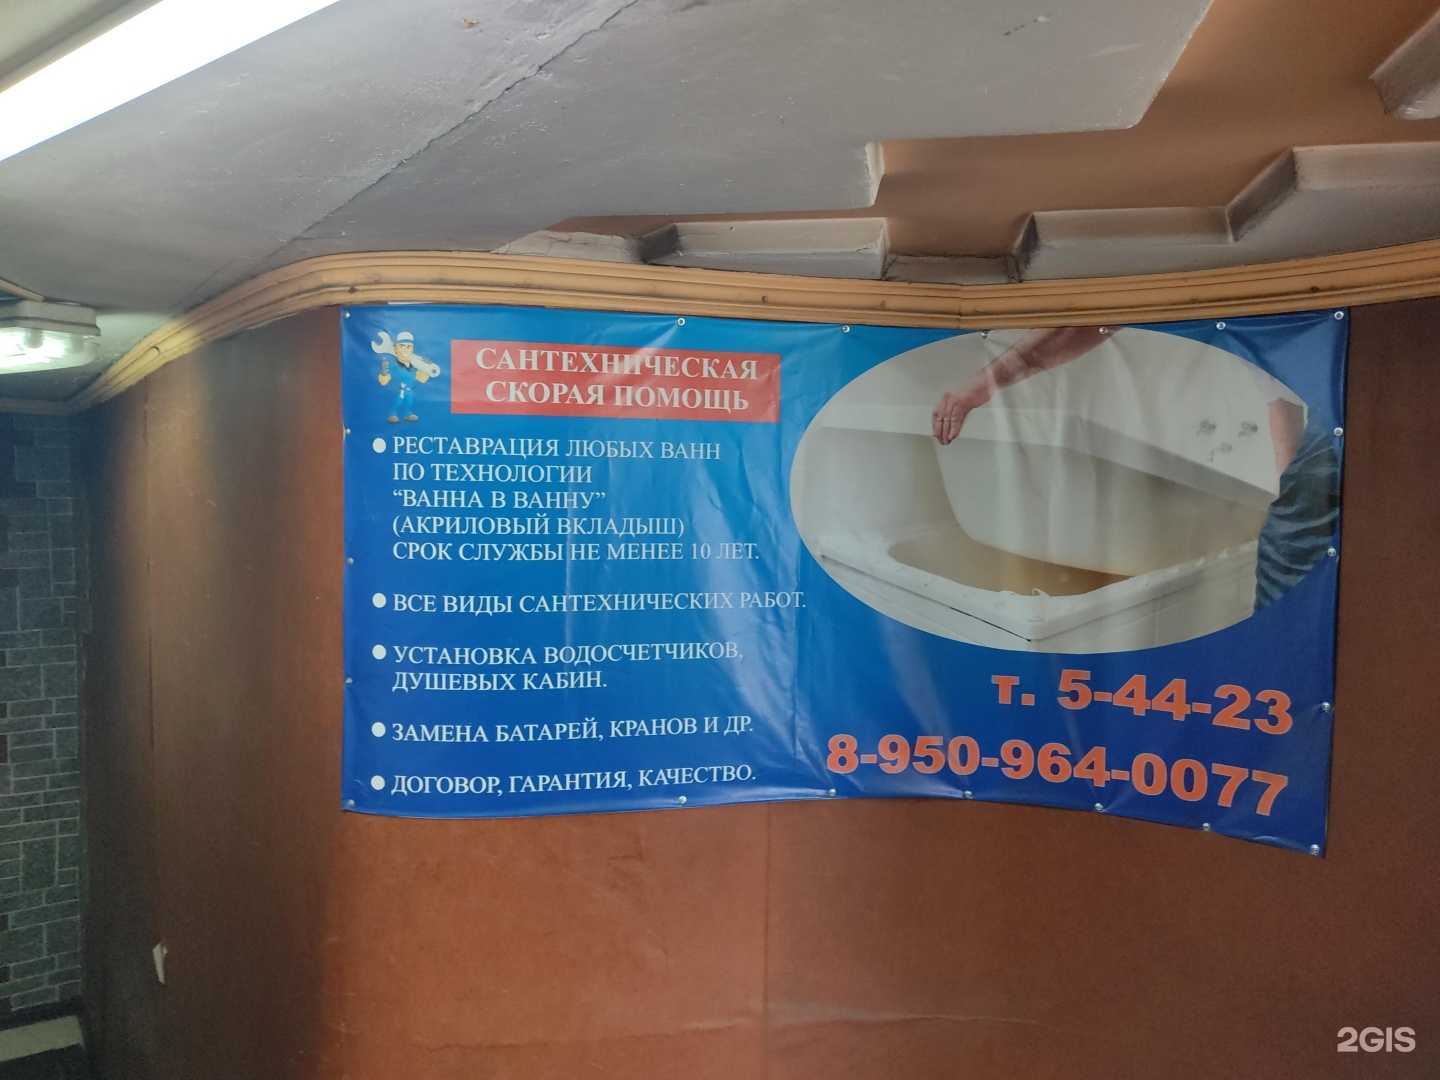 САНТЕХНИЧЕСКАЯ
СКОРАЯ ПОМОЩЬ
РЕСТАВРАЦИЯ ЛЮБЫХ ВАНН
ПО ТЕХНОЛОГИИ
“ВАННА В ВАННУ”
(АКРИЛОВЫЙ ВКЛАДЫШ)
СРОК СЛУЖБЫ НЕ МЕНЕЕ 10 ЛЕТ.
ВСЕ ВИДЫ САНТЕХНИЧЕСКИХ РАБОТ.
УСТАНОВКА ВОДОСЧЕТЧИКОВ,
ДУШЕВЫХ КАБИН.
ЗАМЕНА БАТАРЕЙ, КРАНОВ И ДР.
ДОГОВОР, ГАРАНТИЯ, КАЧЕСТВО.
т. 5-44-23
8-950-964-0077
2GIS